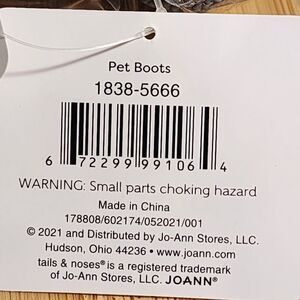 Pet Boots
1838-5666
6 72299 99106 4
WARNING: Small parts choking hazard
Made in China
178808/602174/052021/001
© 2021 and Distributed by Jo-Ann Stores, LLC.
Hudson, Ohio 44236 • www.joann.com
tails & noses® is a registered trademark
of Jo-Ann Stores, LLC. JOANN®